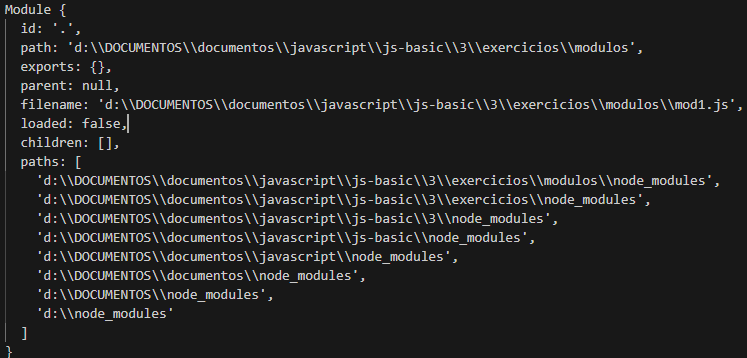 Module {
  id: '.',
  path: 'd:\\DOCUMENTOS\\documentos\\javascript\\js-basic\\3\\exercicios\\modulos',
  exports: {},
  parent: null,
  filename: 'd:\\DOCUMENTOS\\documentos\\javascript\\js-basic\\3\\exercicios\\modulos\\mod1.js',
  loaded: false,
  children: [],
  paths: [
    'd:\\DOCUMENTOS\\documentos\\javascript\\js-basic\\3\\exercicios\\modulos\\node_modules',
    'd:\\DOCUMENTOS\\documentos\\javascript\\js-basic\\3\\exercicios\\node_modules',
    'd:\\DOCUMENTOS\\documentos\\javascript\\js-basic\\3\\node_modules',
    'd:\\DOCUMENTOS\\documentos\\javascript\\js-basic\\node_modules',
    'd:\\DOCUMENTOS\\documentos\\javascript\\node_modules',
    'd:\\DOCUMENTOS\\documentos\\node_modules',
    'd:\\DOCUMENTOS\\node_modules',
    'd:\\node_modules'
  ]
}